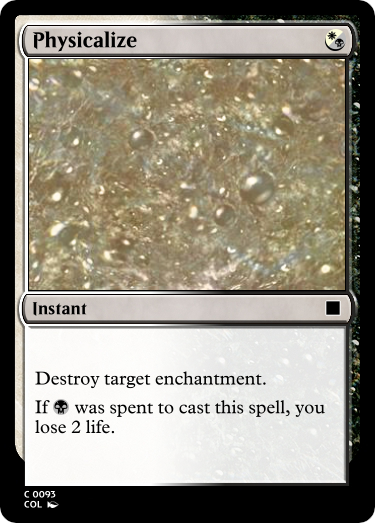 Physicalize
Instant
Destroy target enchantment.
If was spent to cast this spell, you
lose 2 life.
C 0093
COL